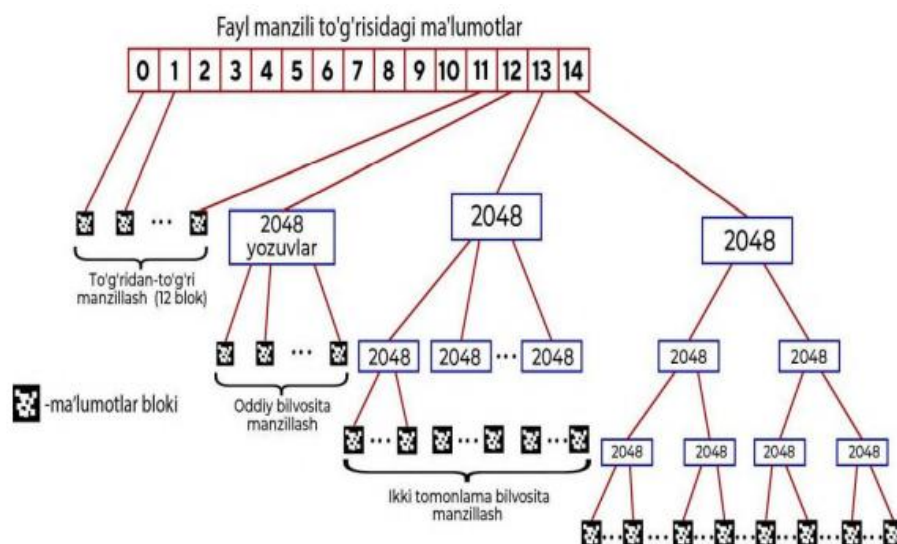 Fayl manzili to'g'risidagi ma'lumotlar
0 1 2 3 4 5 6 7 8 9 10 11 12 13 14
2048
yozuvlar
2048
2048
To'g'ridan-to'g'ri
manzillash (12 blok)
2048 2048 ... 2048
2048 2048
-ma'lumotlar bloki
Oddiy bilvosita
manzillash
2048 2048 2048 2048
Ikki tomonlama bilvosita
manzillash